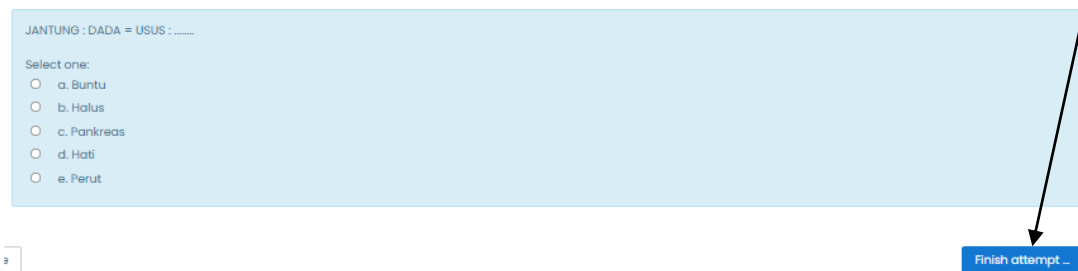 JANTUNG : DADA = USUS : ........
Select one:
a. Buntu
b. Halus
c. Pankreas
d. Hati
e. Perut
e
Finish attempt ...